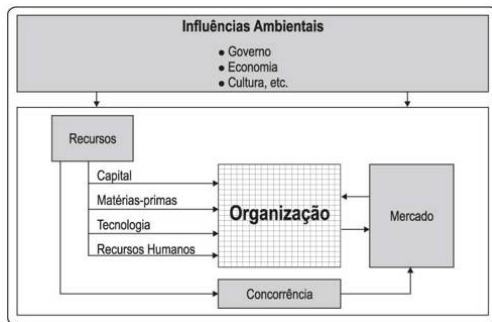 Influências Ambientais
● Governo
● Economia
● Cultura, etc.
Recursos
Capital
Matérias-primas
Tecnologia
Recursos Humanos
Organização
Mercado
Concorrência